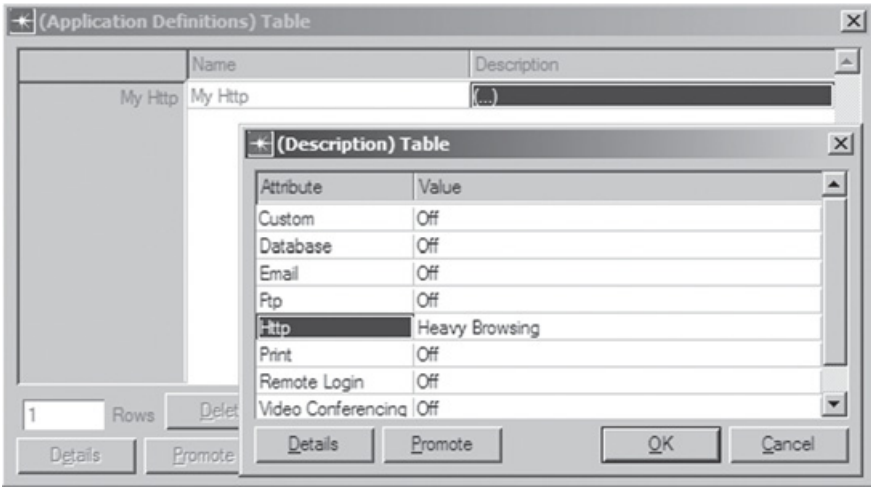 (Application Definitions) Table
Name Description
My Http My Http (...)
(Description) Table
Attribute Value
Custom Off
Database Off
Email Off
Ftp Off
Http Heavy Browsing
Print Off
Remote Login Off
Video Conferencing Off
1 Rows Delet
Details Promote OK Cancel
Details Promote